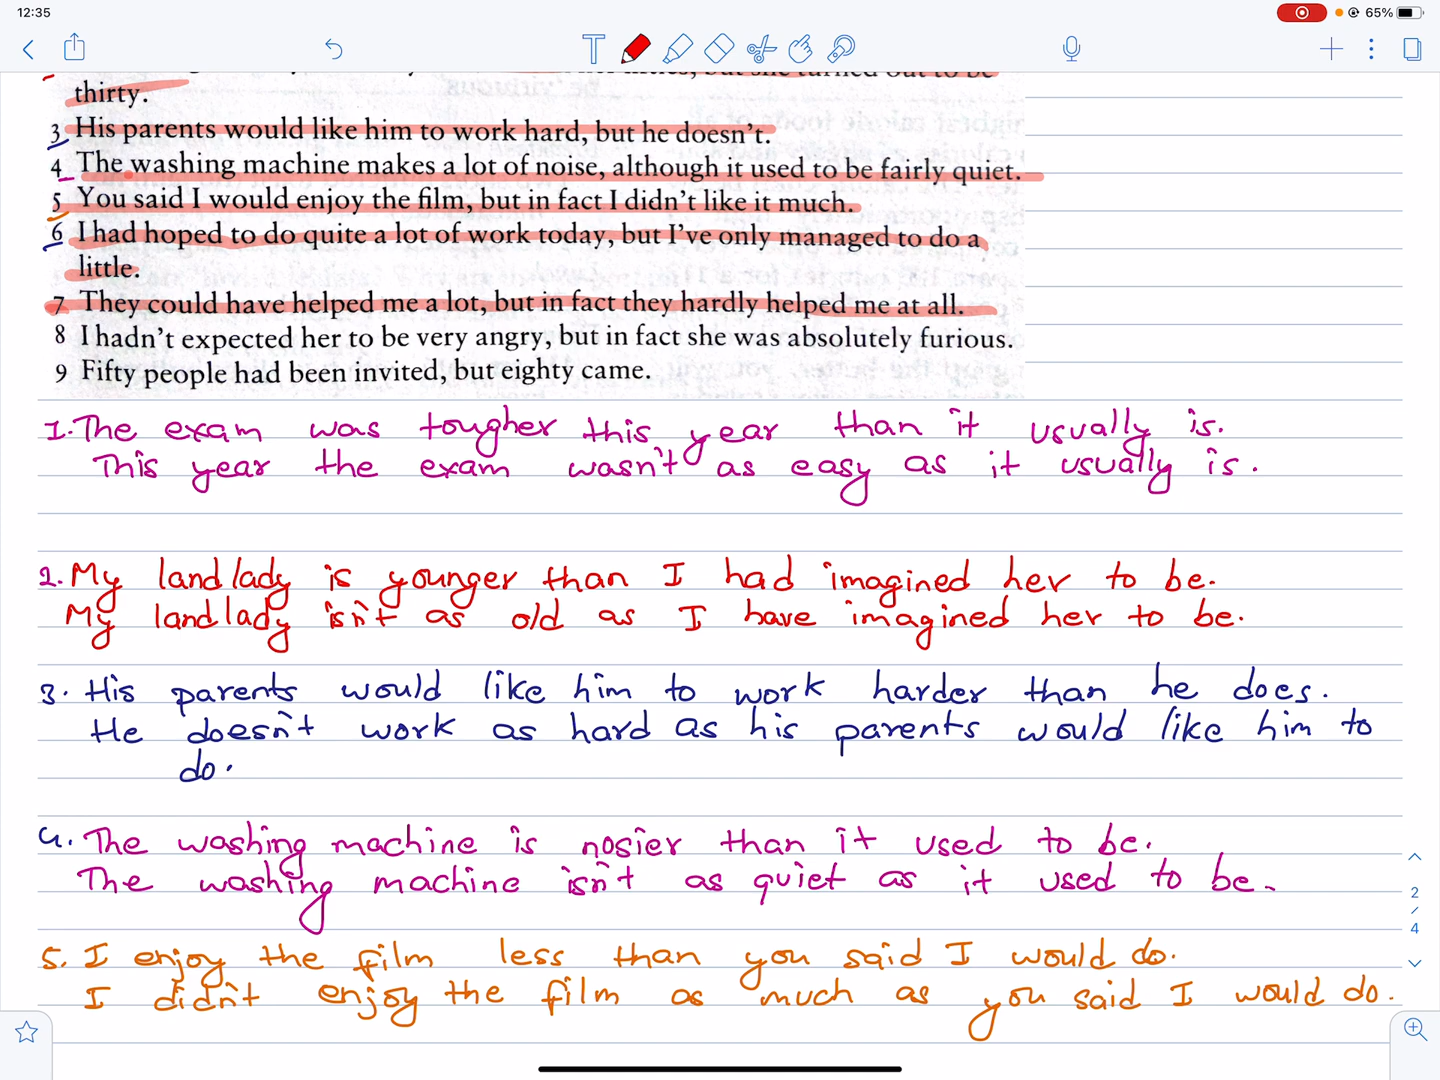 12:35
65%
thirty.
3 His parents would like him to work hard, but he doesn't.
4 The washing machine makes a lot of noise, although it used to be fairly quiet.
5 You said I would enjoy the film, but in fact I didn't like it much.
6 I had hoped to do quite a lot of work today, but I've only managed to do a
little.
7 They could have helped me a lot, but in fact they hardly helped me at all.
8 I hadn't expected her to be very angry, but in fact she was absolutely furious.
9 Fifty people had been invited, but eighty came.
1. The exam was tougher this year than it usually is.
This year the exam wasn't as easy as it usually is.
2. My landlady is younger than I had imagined her to be.
My landlady isn't as old as I have imagined her to be.
3. His parents would like him to work harder than he does.
He doesn't work as hard as his parents would like him to
do.
4. The washing machine is nosier than it used to be.
The washing machine isn't as quiet as it used to be.
5. I enjoy the film less than you said I would do.
I didn't enjoy the film as much as you said I would do.
2
/
4